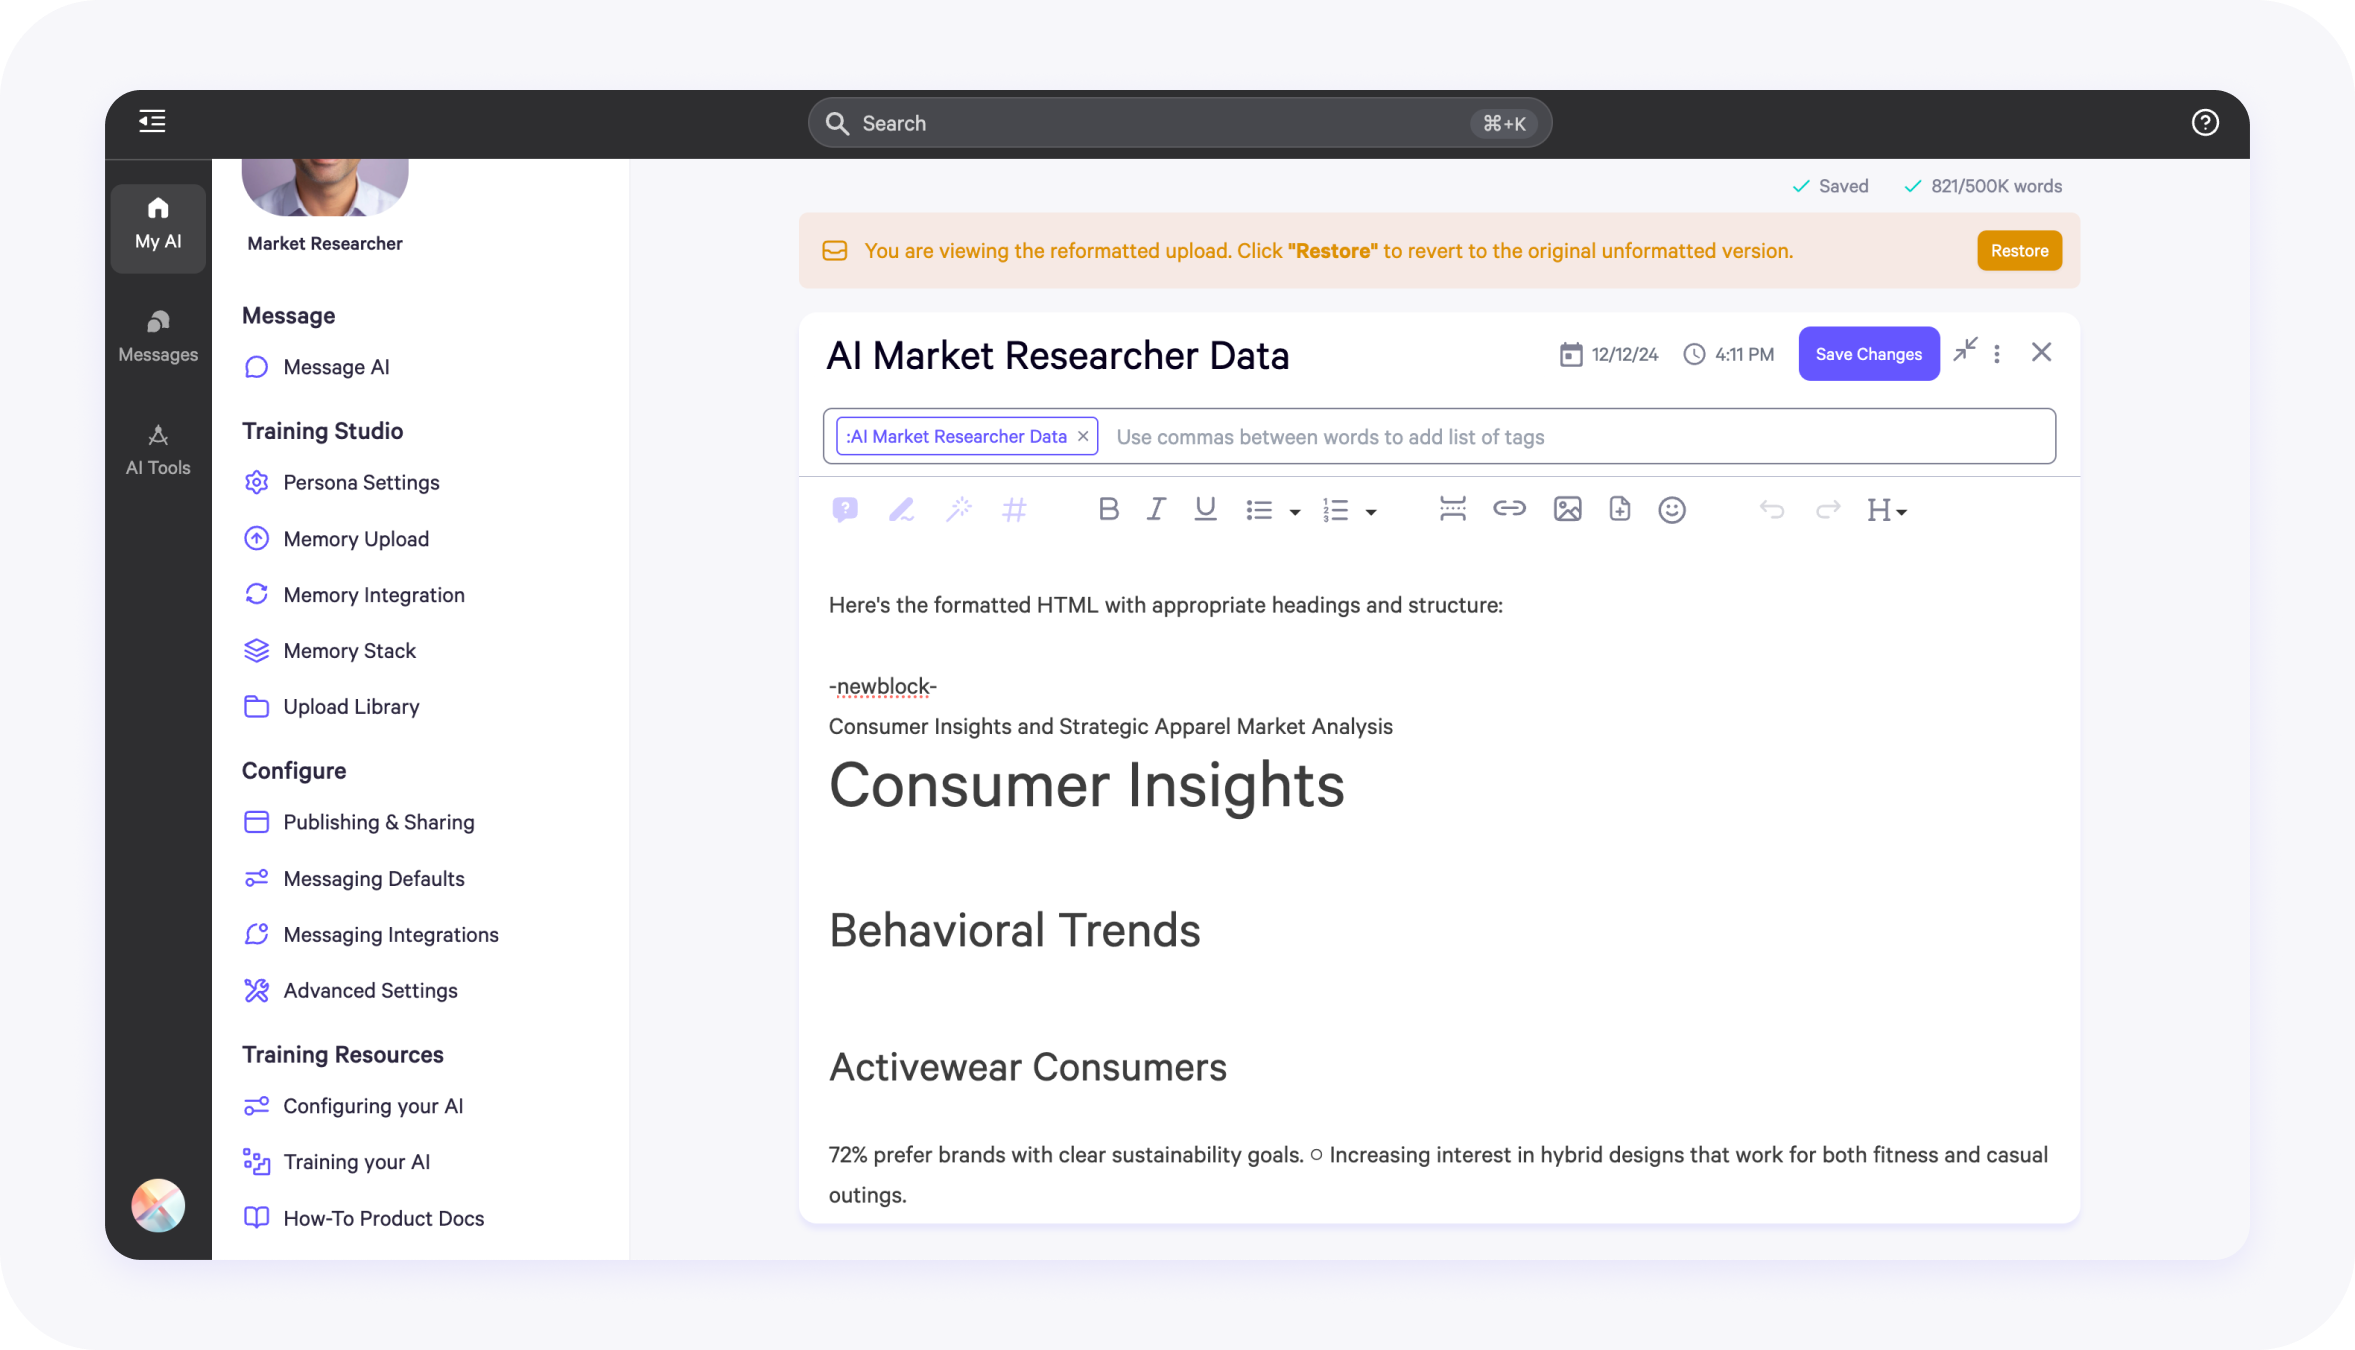 Search
⌘+K
My AI
Messages
AI Tools
Market Researcher
Message
Message AI
Training Studio
Persona Settings
Memory Upload
Memory Integration
Memory Stack
Upload Library
Configure
Publishing & Sharing
Messaging Defaults
Messaging Integrations
Advanced Settings
Training Resources
Configuring your AI
Training your AI
How-To Product Docs
Saved
821/500K words
You are viewing the reformatted upload. Click "Restore" to revert to the original unformatted version.
Restore
AI Market Researcher Data
12/12/24
4:11 PM
Save Changes
:AI Market Researcher Data ×
Use commas between words to add list of tags
B I U
H
Here's the formatted HTML with appropriate headings and structure:
-newblock-
Consumer Insights and Strategic Apparel Market Analysis
Consumer Insights
Behavioral Trends
Activewear Consumers
72% prefer brands with clear sustainability goals. ○ Increasing interest in hybrid designs that work for both fitness and casual
outings.